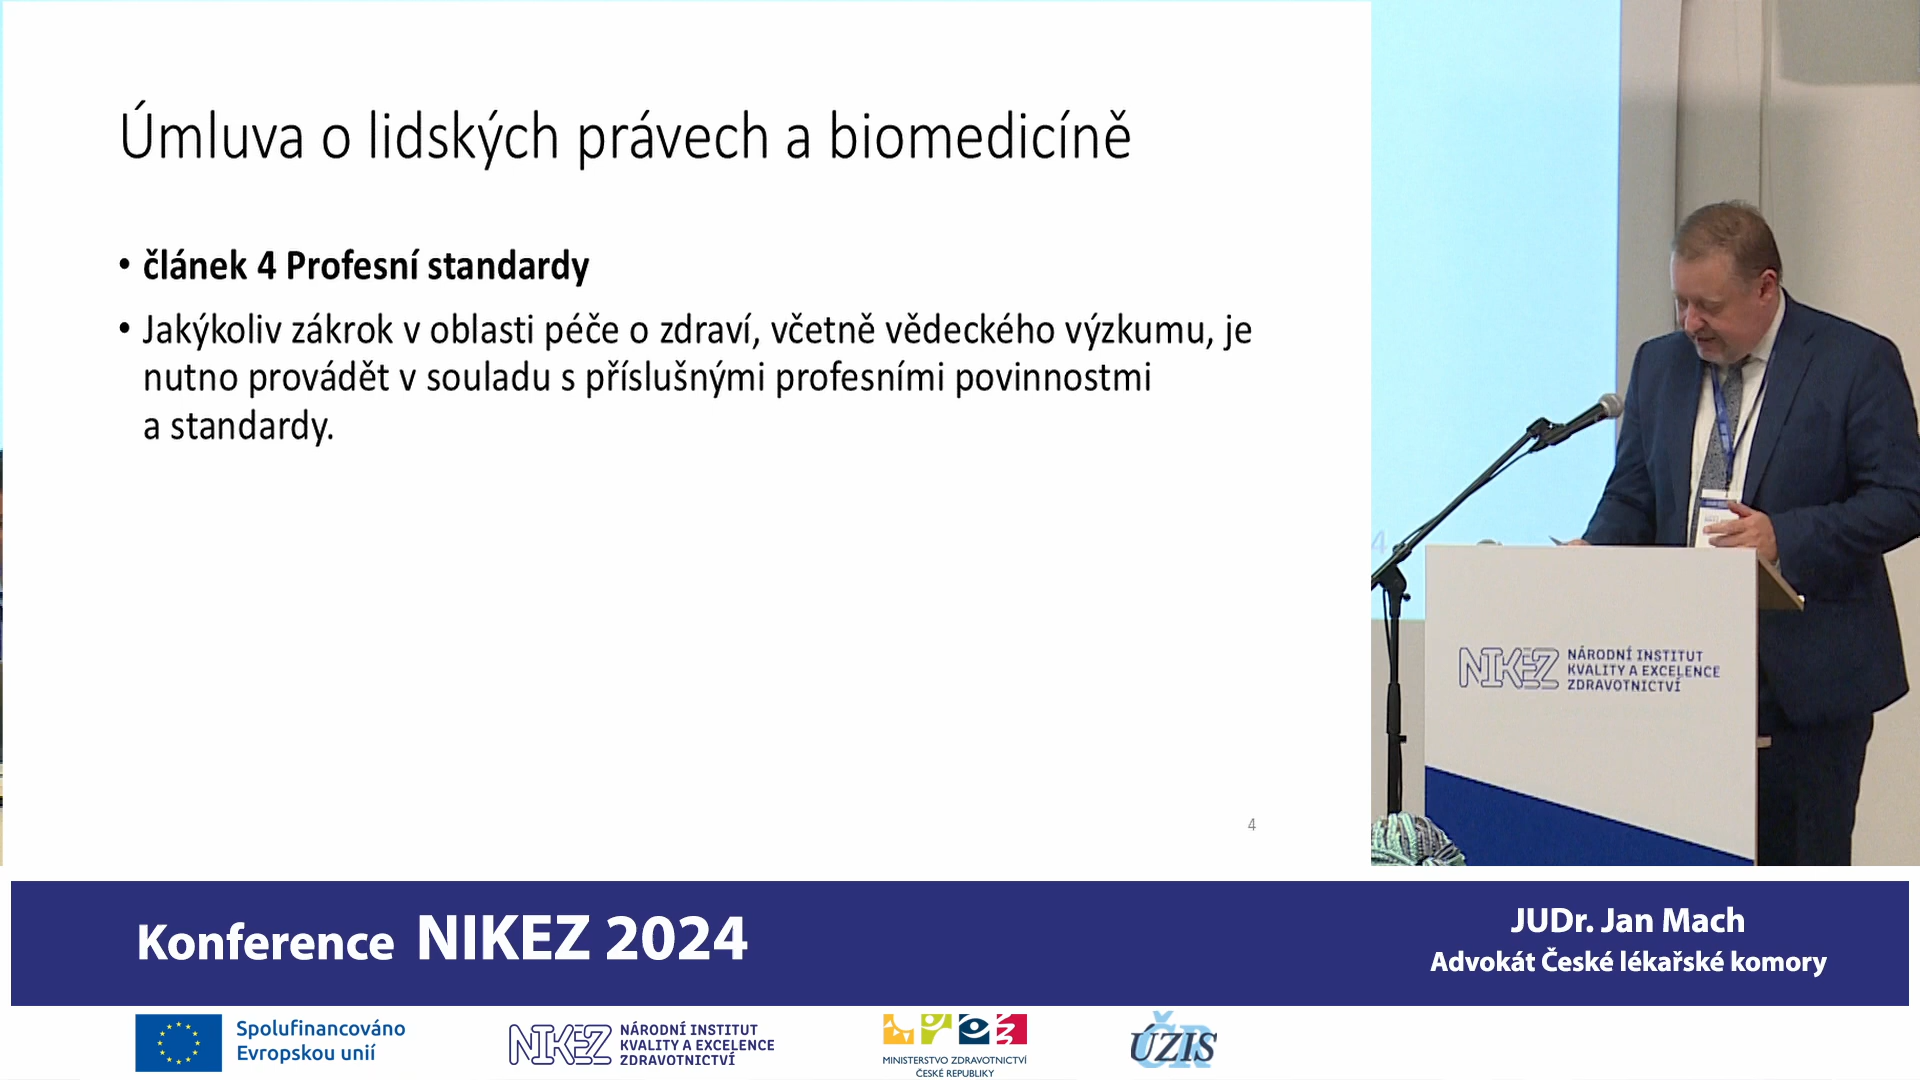 Úmluva o lidských právech a biomedicíně
• článek 4 Profesní standardy
• Jakýkoliv zákrok v oblasti péče o zdraví, včetně vědeckého výzkumu, je
nutno provádět v souladu s příslušnými profesními povinnostmi
a standardy.
4
4
NIKEZ
NÁRODNÍ INSTITUT
KVALITY A EXCELENCE
ZDRAVOTNICTVÍ
Konference NIKEZ 2024
JUDr. Jan Mach
Advokát České lékařské komory
Spolufinancováno
Evropskou unií
NIKEZ
NÁRODNÍ INSTITUT
KVALITY A EXCELENCE
ZDRAVOTNICTVÍ
MINISTERSTVO ZDRAVOTNICTVÍ
ČESKÉ REPUBLIKY
ÚZIS
ČR